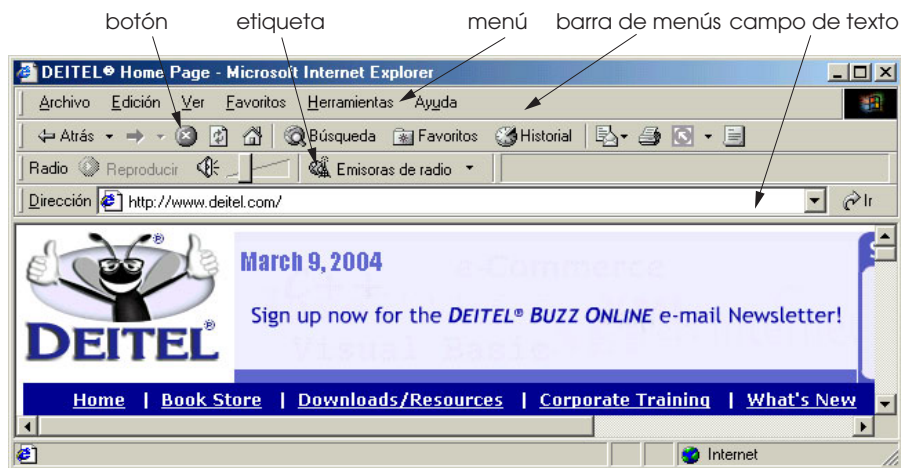 botón etiqueta menú barra de menús campo de texto
DEITEL® Home Page - Microsoft Internet Explorer
Archivo Edición Ver Favoritos Herramientas Ayuda
Atrás Búsqueda Favoritos Historial
Radio Reproducir Emisoras de radio
Dirección http://www.deitel.com/ Ir
March 9, 2004
e-Commerce
Sign up now for the DEITEL® BUZZ ONLINE e-mail Newsletter!
DEITEL®
Visual Basic
Home | Book Store | Downloads/Resources | Corporate Training | What's New
Internet